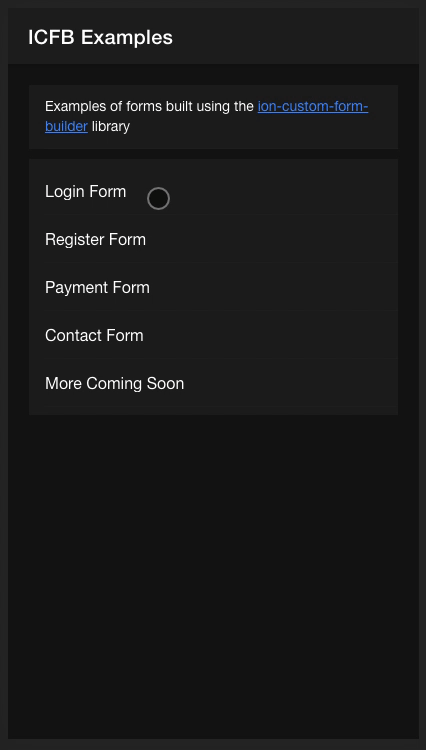 ICFB Examples
Examples of forms built using the ion-custom-form-
builder library
Login Form
Register Form
Payment Form
Contact Form
More Coming Soon